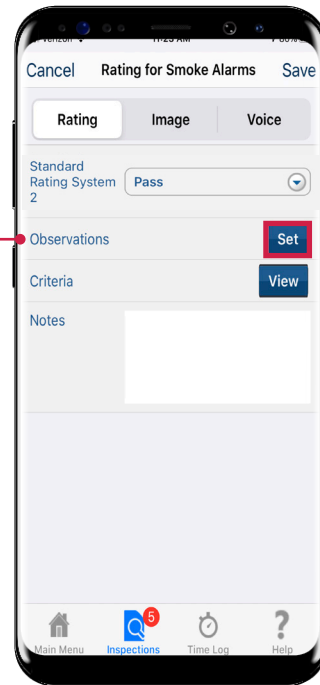 Cancel Rating for Smoke Alarms Save
Rating Image Voice
Standard
Rating System
2
Pass
Observations Set
Criteria View
Notes
5
Main Menu Inspections Time Log Help